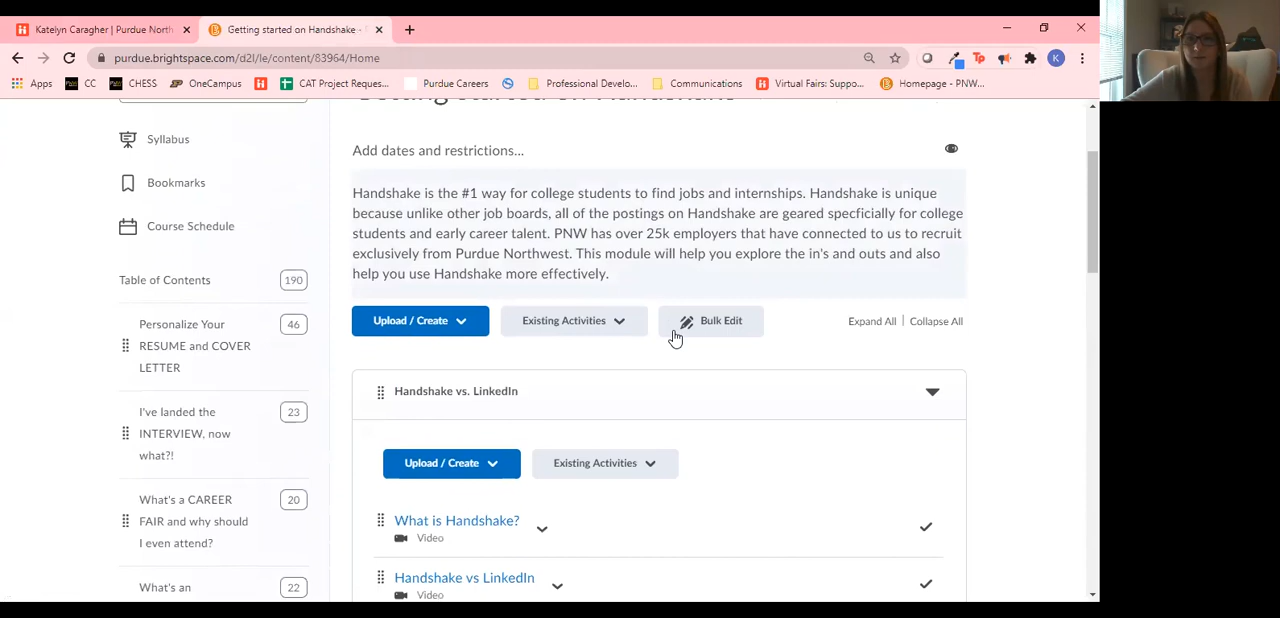 Katelyn Caragher | Purdue North
Getting started on Handshake -
purdue.brightspace.com/d2l/le/content/83964/Home
K
Apps
CC
CHESS
OneCampus
CAT Project Reques...
Purdue Careers
Professional Develo...
Communications
Virtual Fairs: Suppo...
Homepage - PNW...
Getting started on Handshake
Syllabus
Bookmarks
Course Schedule
Table of Contents
190
Personalize Your
RESUME and COVER
LETTER
46
I've landed the
INTERVIEW, now
what?!
23
What's a CAREER
FAIR and why should
I even attend?
20
What's an
22
Add dates and restrictions...
Handshake is the #1 way for college students to find jobs and internships. Handshake is unique
because unlike other job boards, all of the postings on Handshake are geared specficially for college
students and early career talent. PNW has over 25k employers that have connected to us to recruit
exclusively from Purdue Northwest. This module will help you explore the in's and outs and also
help you use Handshake more effectively.
Upload / Create
Existing Activities
Bulk Edit
Expand All | Collapse All
Handshake vs. LinkedIn
Upload / Create
Existing Activities
What is Handshake?
Video
Handshake vs LinkedIn
Video